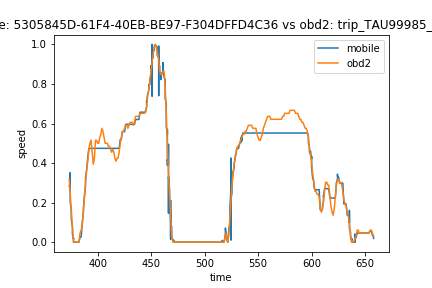 e: 5305845D-61F4-40EB-BE97-F304DFFD4C36 vs obd2: trip_TAU99985_
mobile
obd2
1.0
0.8
0.6
0.4
0.2
0.0
speed
400 450 500 550 600 650
time